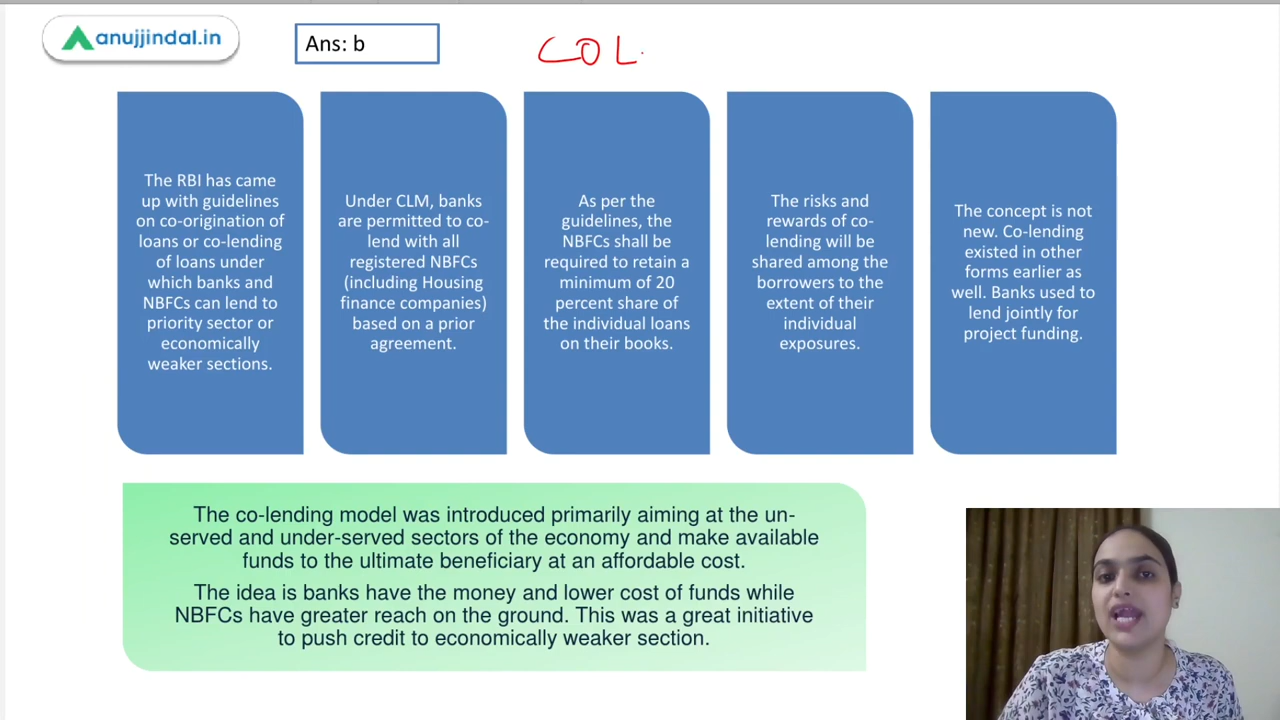 anujjindal.in
Ans: b
COL
The RBI has came
up with guidelines
on co-origination of
loans or co-lending
of loans under
which banks and
NBFCs can lend to
priority sector or
economically
weaker sections.
Under CLM, banks
are permitted to co-
lend with all
registered NBFCs
(including Housing
finance companies)
based on a prior
agreement.
As per the
guidelines, the
NBFCs shall be
required to retain a
minimum of 20
percent share of
the individual loans
on their books.
The risks and
rewards of co-
lending will be
shared among the
borrowers to the
extent of their
individual
exposures.
The concept is not
new. Co-lending
existed in other
forms earlier as
well. Banks used to
lend jointly for
project funding.
The co-lending model was introduced primarily aiming at the un-
served and under-served sectors of the economy and make available
funds to the ultimate beneficiary at an affordable cost.
The idea is banks have the money and lower cost of funds while
NBFCs have greater reach on the ground. This was a great initiative
to push credit to economically weaker section.